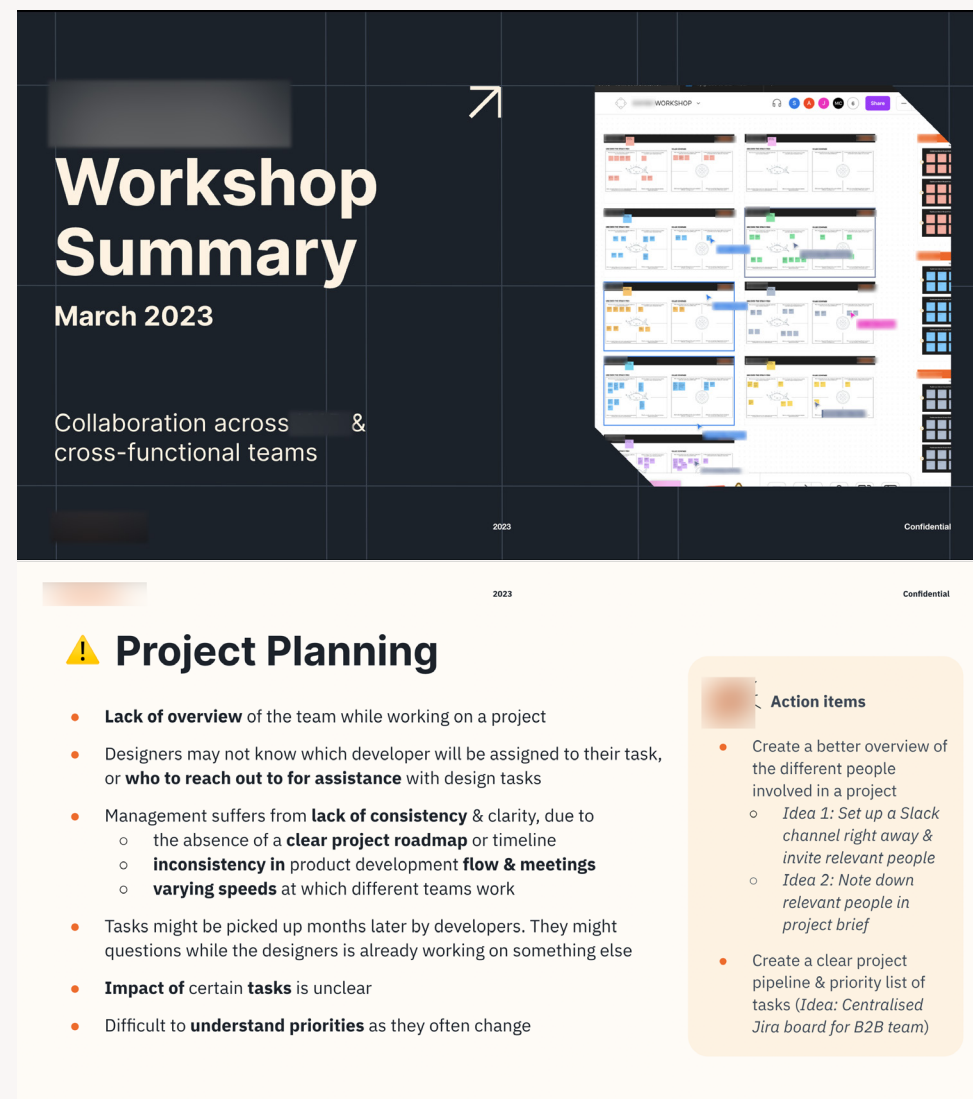 WORKSHOP
S
A
J
MC
6
Share
Workshop
Summary
March 2023
Collaboration across &
cross-functional teams
2023
Confidential
2023
Confidential
Project Planning
● Lack of overview of the team while working on a project
● Designers may not know which developer will be assigned to their task,
or who to reach out to for assistance with design tasks
● Management suffers from lack of consistency & clarity, due to
○ the absence of a clear project roadmap or timeline
○ inconsistency in product development flow & meetings
○ varying speeds at which different teams work
● Tasks might be picked up months later by developers. They might
questions while the designers is already working on something else
● Impact of certain tasks is unclear
● Difficult to understand priorities as they often change
Action items
● Create a better overview of
the different people
involved in a project
○ Idea 1: Set up a Slack
channel right away &
invite relevant people
○ Idea 2: Note down
relevant people in
project brief
● Create a clear project
pipeline & priority list of
tasks (Idea: Centralised
Jira board for B2B team)